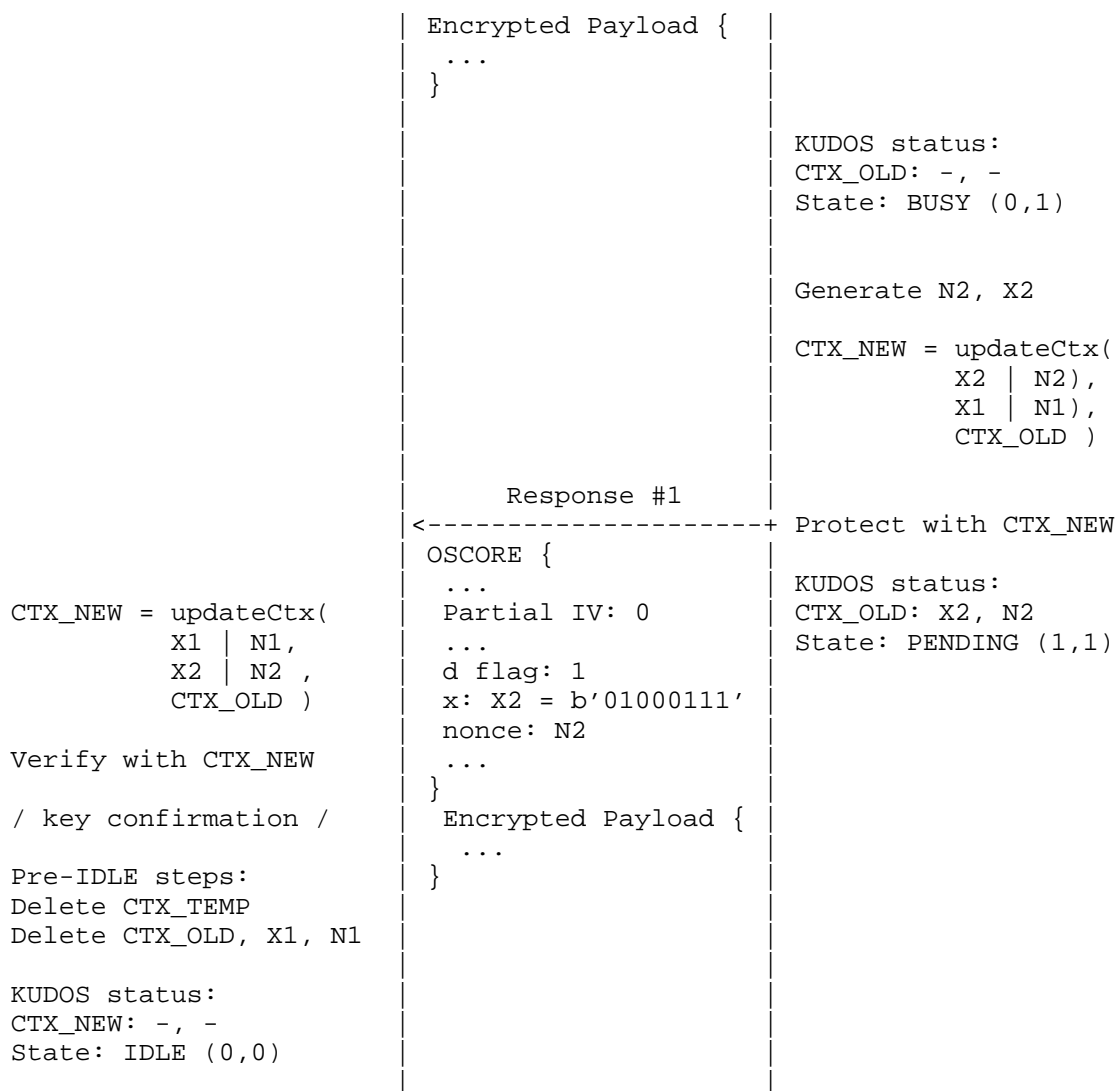 Encrypted Payload {
...
}
KUDOS status:
CTX_OLD: -, -
State: BUSY (0,1)
Generate N2, X2
CTX_NEW = updateCtx(
X2 | N2),
X1 | N1),
CTX_OLD )
Response #1
<---------------------+ Protect with CTX_NEW
OSCORE {
... KUDOS status:
CTX_NEW = updateCtx( Partial IV: 0 CTX_OLD: X2, N2
X1 | N1, ... State: PENDING (1,1)
X2 | N2 , d flag: 1
CTX_OLD ) x: X2 = b'01000111'
nonce: N2
Verify with CTX_NEW ...
}
/ key confirmation / Encrypted Payload {
...
Pre-IDLE steps: }
Delete CTX_TEMP
Delete CTX_OLD, X1, N1
KUDOS status:
CTX_NEW: -, -
State: IDLE (0,0)